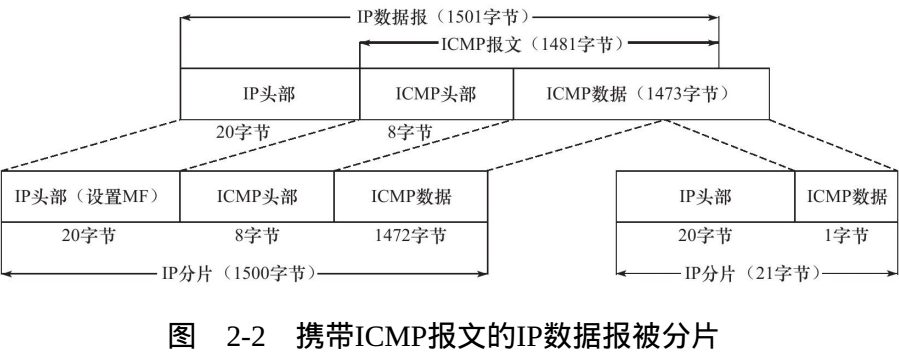 IP数据报（1501字节）
ICMP报文（1481字节）
IP头部 ICMP头部 ICMP数据（1473字节）
20字节 8字节
IP头部（设置MF） ICMP头部 ICMP数据 IP头部 ICMP数据
20字节 8字节 1472字节 20字节 1字节
IP分片（1500字节） IP分片（21字节）
图 2-2 携带ICMP报文的IP数据报被分片